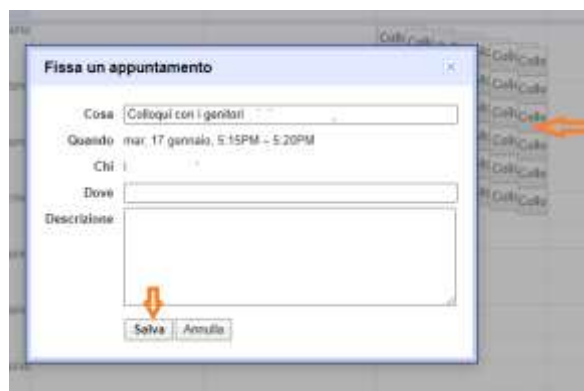 Fissa un appuntamento
Cosa Colloqui con i genitori
Quando mar, 17 gennaio, 5:15PM – 5:20PM
Chi
Dove
Descrizione
Salva Annulla